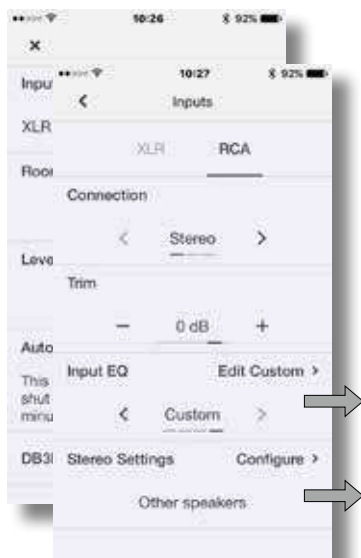 10:26 92%
×
Inpu
XLR
Roo
Leve
Auto
This
shut
minu
DB3
10:27 92%
< Inputs
XLR RCA
Connection
< Stereo >
Trim
− 0 dB +
Input EQ Edit Custom >
< Custom >
Stereo Settings Configure >
Other speakers